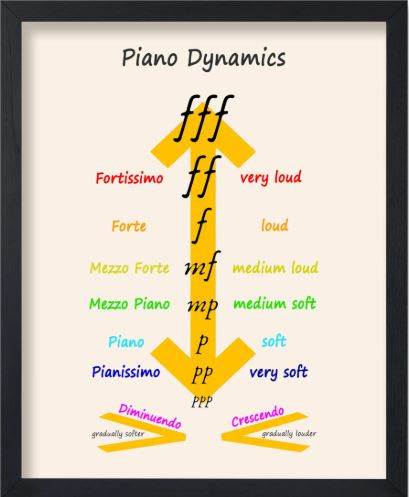 Piano Dynamics
fff
Fortissimo ff very loud
Forte f loud
Mezzo Forte mf medium loud
Mezzo Piano mp medium soft
Piano p soft
Pianissimo pp very soft
ppp
Diminuendo Crescendo
gradually softer gradually louder